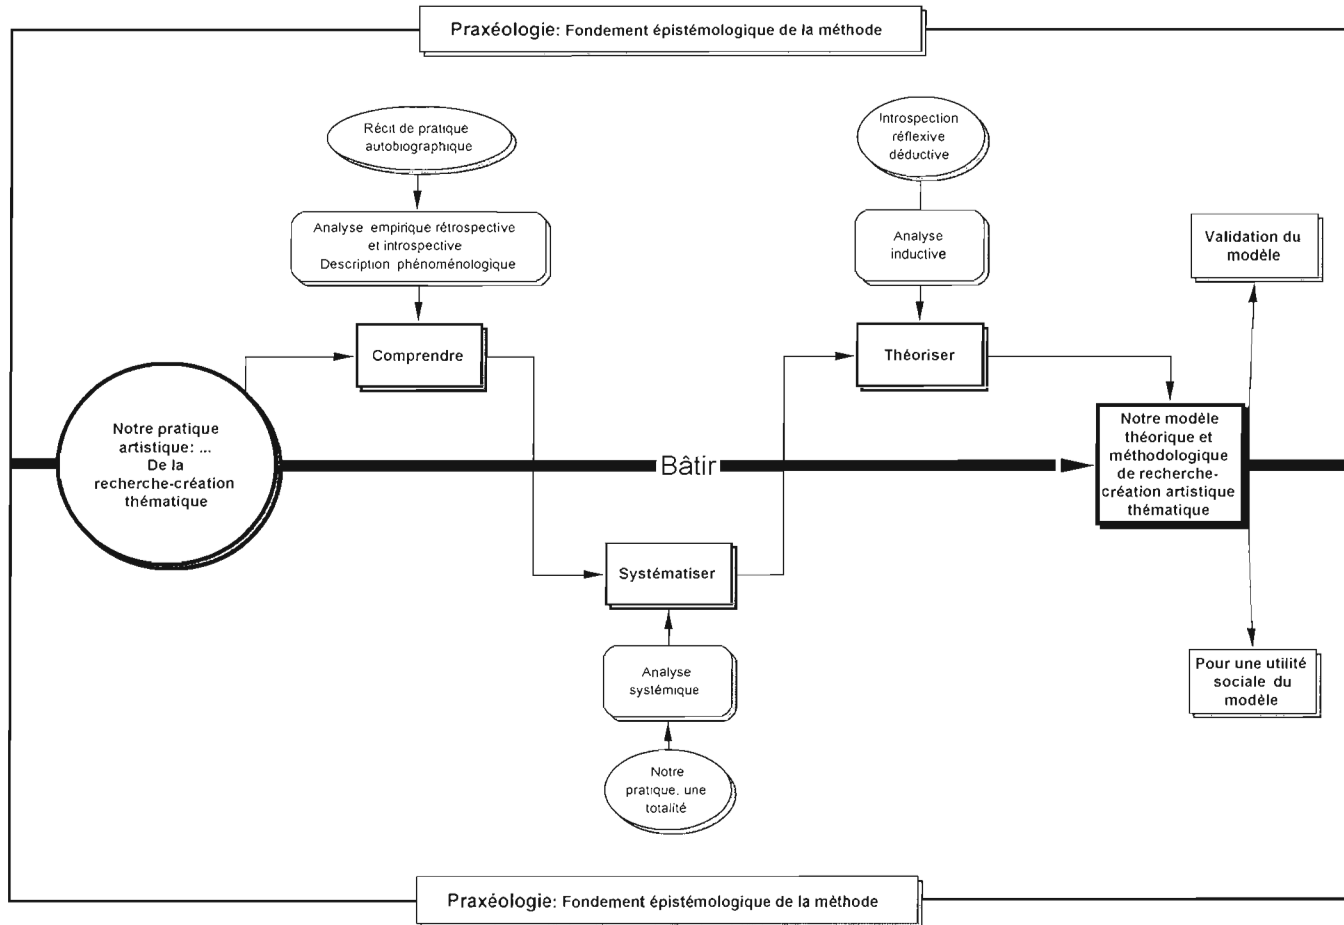 Praxéologie: Fondement épistémologique de la méthode
Récit de pratique
autobiographique
Introspection
réflexive
déductive
Analyse empirique rétrospective
et introspective
Description phénoménologique
Analyse
inductive
Validation du
modèle
Comprendre
Théoriser
Notre pratique
artistique: ...
De la
recherche-création
thématique
Bâtir
Notre modèle
théorique et
méthodologique
de recherche-
création artistique
thématique
Systématiser
Analyse
systémique
Pour une utilité
sociale du
modèle
Notre
pratique, une
totalité
Praxéologie: Fondement épistémologique de la méthode